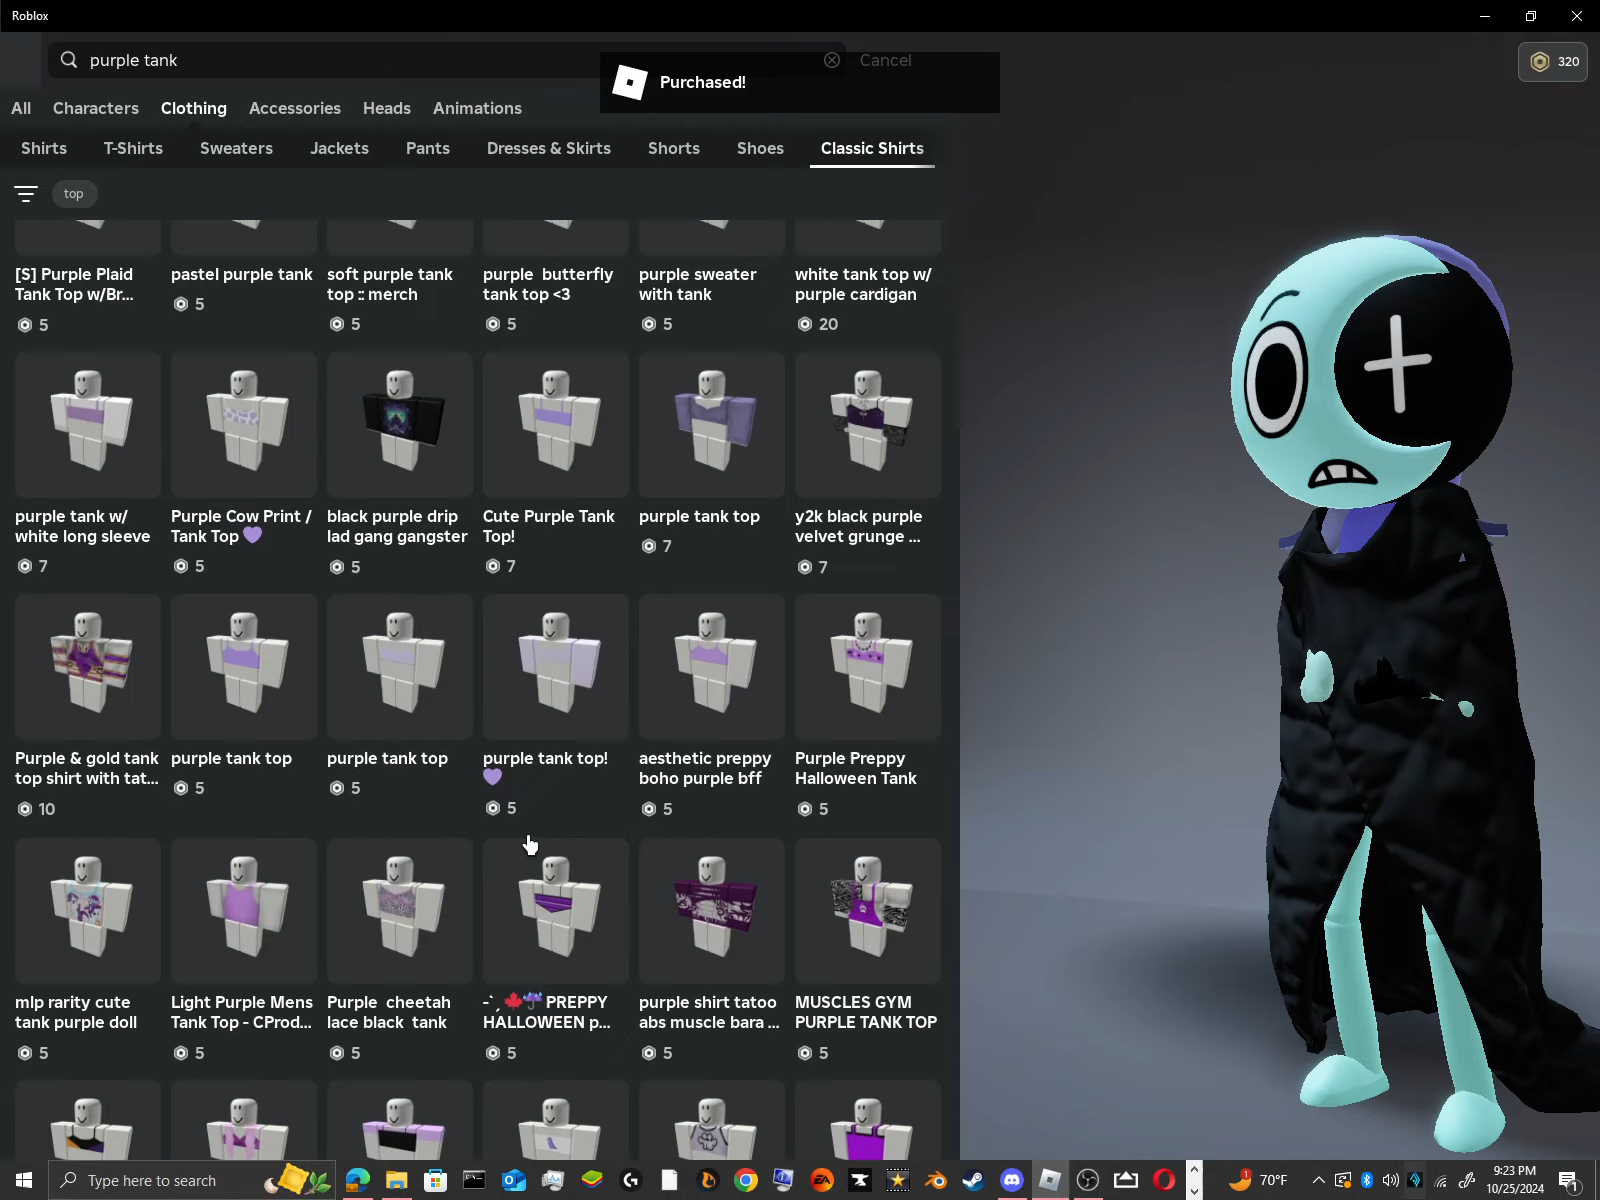 Roblox
purple tank
Cancel
Purchased!
320
All Characters Clothing Accessories Heads Animations
Shirts T-Shirts Sweaters Jackets Pants Dresses & Skirts Shorts Shoes Classic Shirts
top
[S] Purple Plaid
Tank Top w/Br...
5
pastel purple tank
5
soft purple tank
top :: merch
5
purple butterfly
tank top <3
5
purple sweater
with tank
5
white tank top w/
purple cardigan
20
purple tank w/
white long sleeve
7
Purple Cow Print /
Tank Top 💜
5
black purple drip
lad gang gangster
5
Cute Purple Tank
Top!
7
purple tank top
7
y2k black purple
velvet grunge ...
7
Purple & gold tank
top shirt with tat...
10
purple tank top
5
purple tank top
5
purple tank top!
💜
5
aesthetic preppy
boho purple bff
5
Purple Preppy
Halloween Tank
5
mlp rarity cute
tank purple doll
5
Light Purple Mens
Tank Top - CProd...
5
Purple cheetah
lace black tank
5
-`ˏ 🍁☔ PREPPY
HALLOWEEN p...
5
purple shirt tatoo
abs muscle bara ...
5
MUSCLES GYM
PURPLE TANK TOP
5
Type here to search
1
70°F
9:23 PM
10/25/2024
1